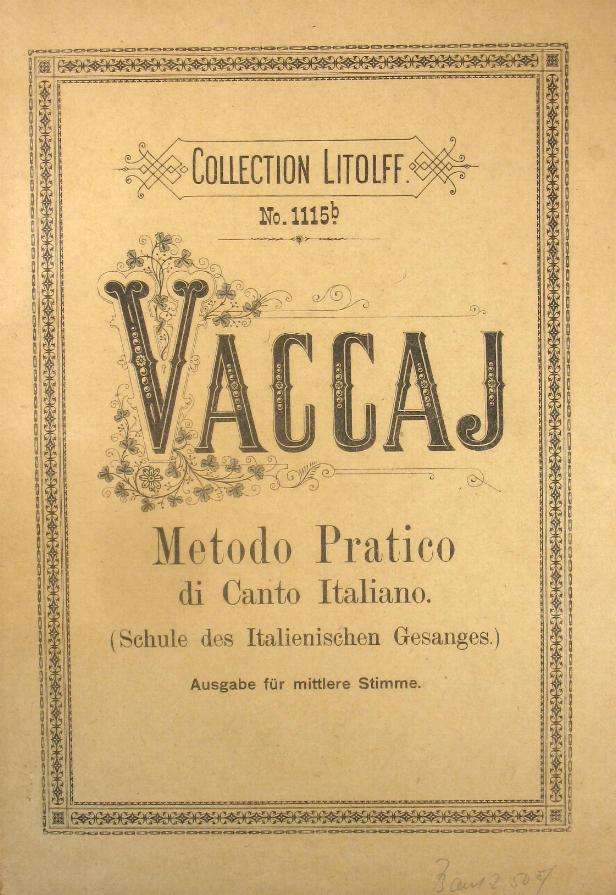 COLLECTION LITOLFF.
No. 1115b
VACCAJ
Metodo Pratico
di Canto Italiano.
(Schule des Italienischen Gesanges.)
Ausgabe für mittlere Stimme.